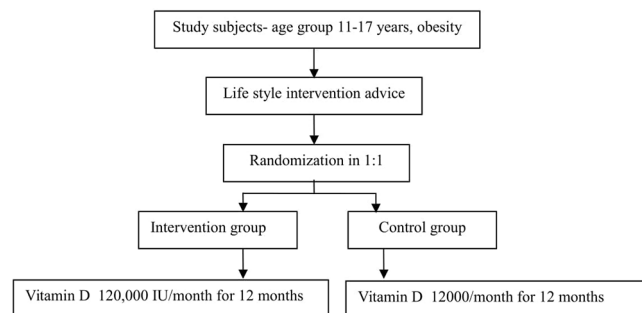 Study subjects- age group 11-17 years, obesity
Life style intervention advice
Randomization in 1:1
Intervention group
Control group
Vitamin D 120,000 IU/month for 12 months
Vitamin D 12000/month for 12 months